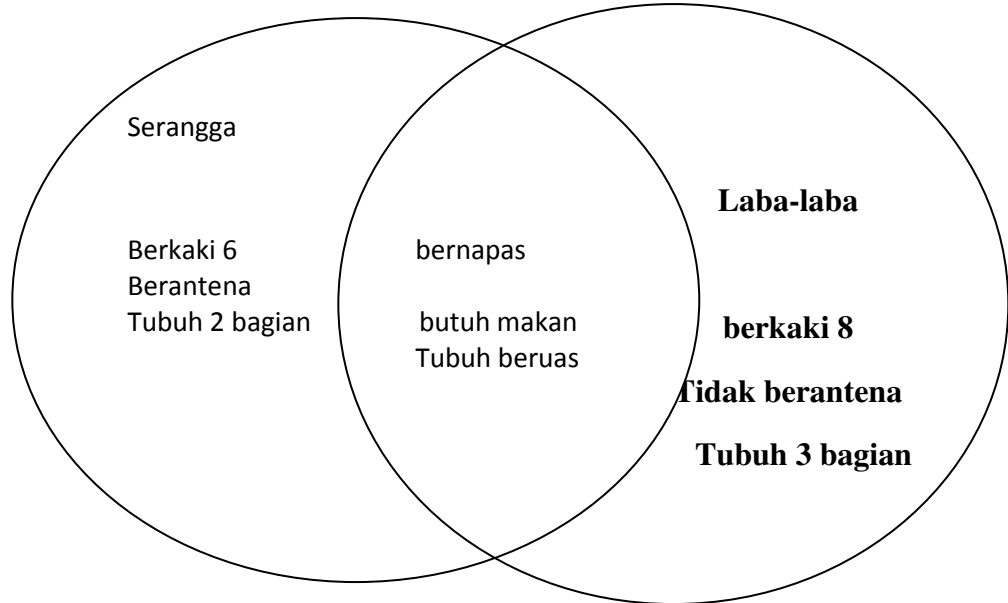 Serangga
Berkaki 6
Berantena
Tubuh 2 bagian
bernapas
butuh makan
Tubuh beruas
Laba-laba
berkaki 8
Tidak berantena
Tubuh 3 bagian